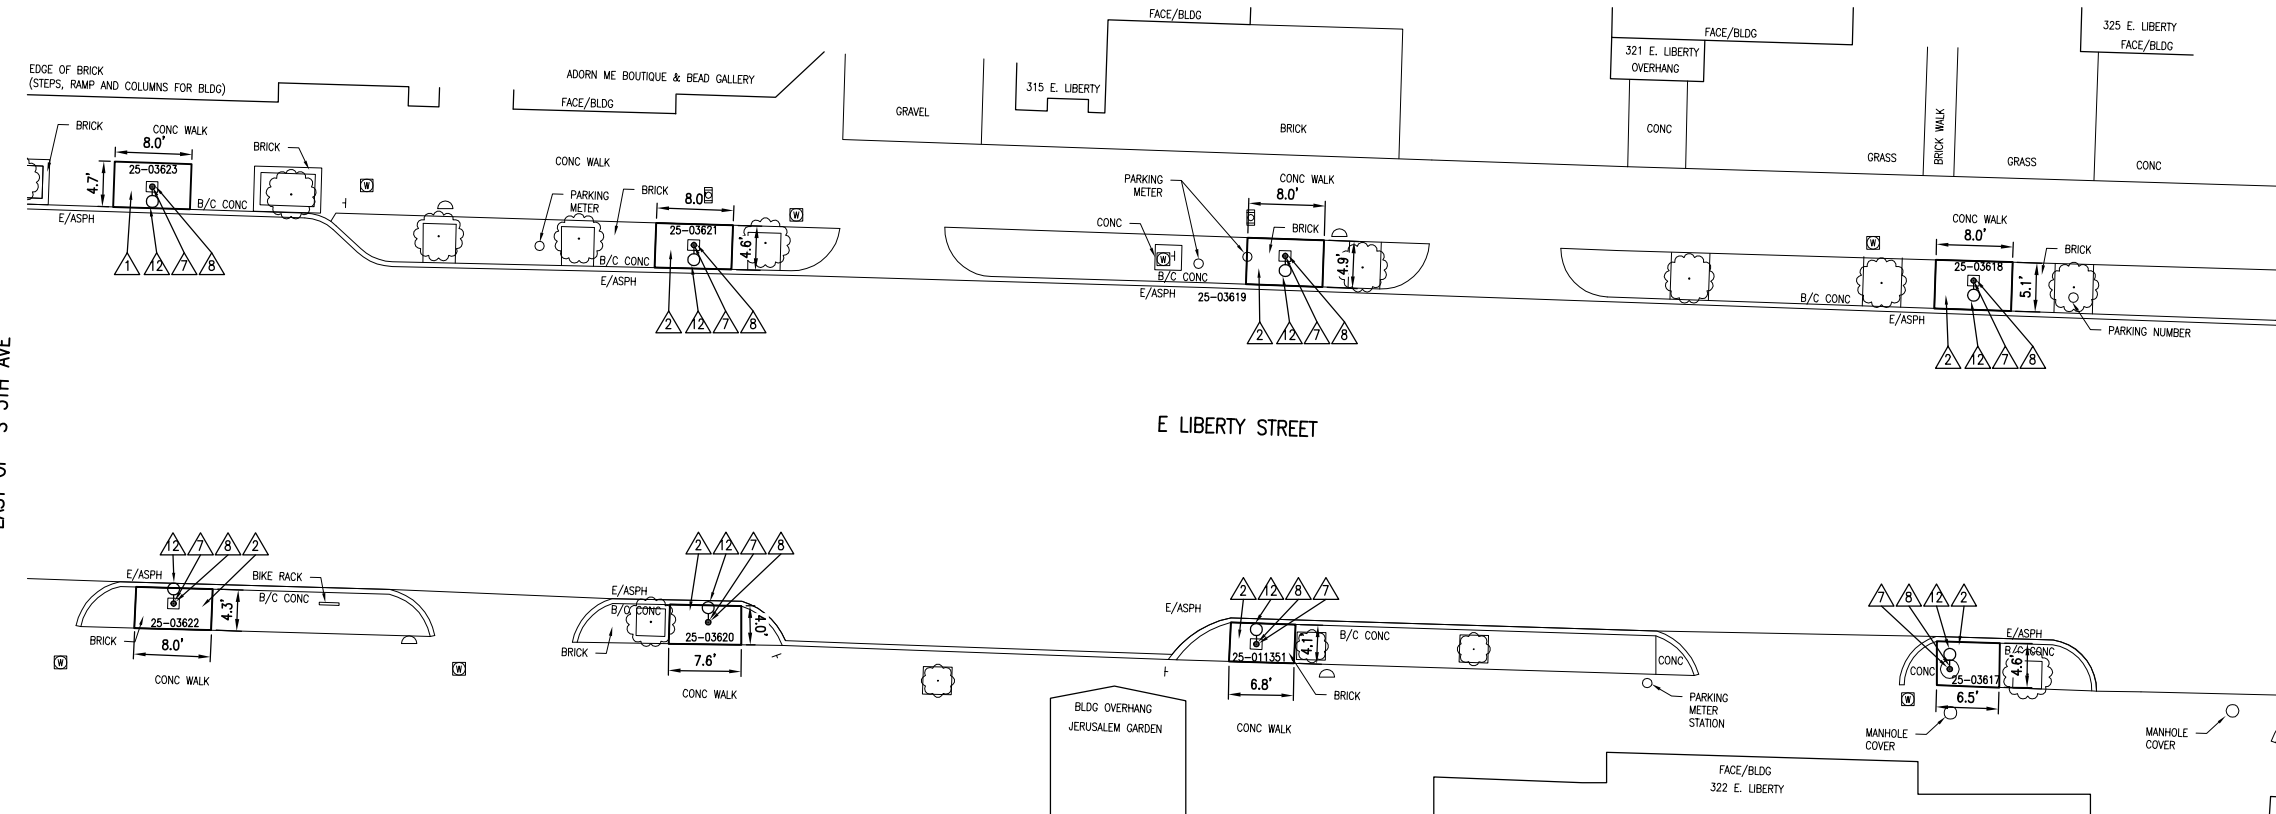 FACE/BLDG
325 E. LIBERTY
FACE/BLDG
FACE/BLDG
321 E. LIBERTY
OVERHANG
EDGE OF BRICK
(STEPS, RAMP AND COLUMNS FOR BLDG)
ADORN ME BOUTIQUE & BEAD GALLERY
FACE/BLDG
315 E. LIBERTY
GRAVEL
BRICK
CONC
BRICK WALK
GRASS
GRASS
CONC
BRICK
CONC WALK
8.0'
25-03623
4.7'
BRICK
B/C CONC
E/ASPH
W
1
12
7
8
CONC WALK
PARKING
METER
BRICK
8.0'
25-03621
4.6'
W
B/C CONC
E/ASPH
2
12
7
8
PARKING
METER
CONC WALK
8.0'
CONC
BRICK
W
4.9'
B/C CONC
E/ASPH
25-03619
2
12
7
8
CONC WALK
8.0'
W
BRICK
25-03618
5.1'
B/C CONC
E/ASPH
PARKING NUMBER
2
12
7
8
S 5TH AVE
E LIBERTY STREET
12
7
8
2
E/ASPH
BIKE RACK
B/C CONC
4.3'
25-03622
BRICK
8.0'
W
CONC WALK
W
2
12
7
8
E/ASPH
B/C CONC
4.0'
25-03620
BRICK
7.6'
CONC WALK
2
12
8
7
E/ASPH
B/C CONC
4.1
25-011351
6.8'
BRICK
CONC WALK
CONC
PARKING
METER
STATION
BLDG OVERHANG
JERUSALEM GARDEN
7
8
12
2
E/ASPH
B/C CONC
CONC
4.6'
25-03617
6.5'
W
MANHOLE
COVER
MANHOLE
COVER
FACE/BLDG
322 E. LIBERTY